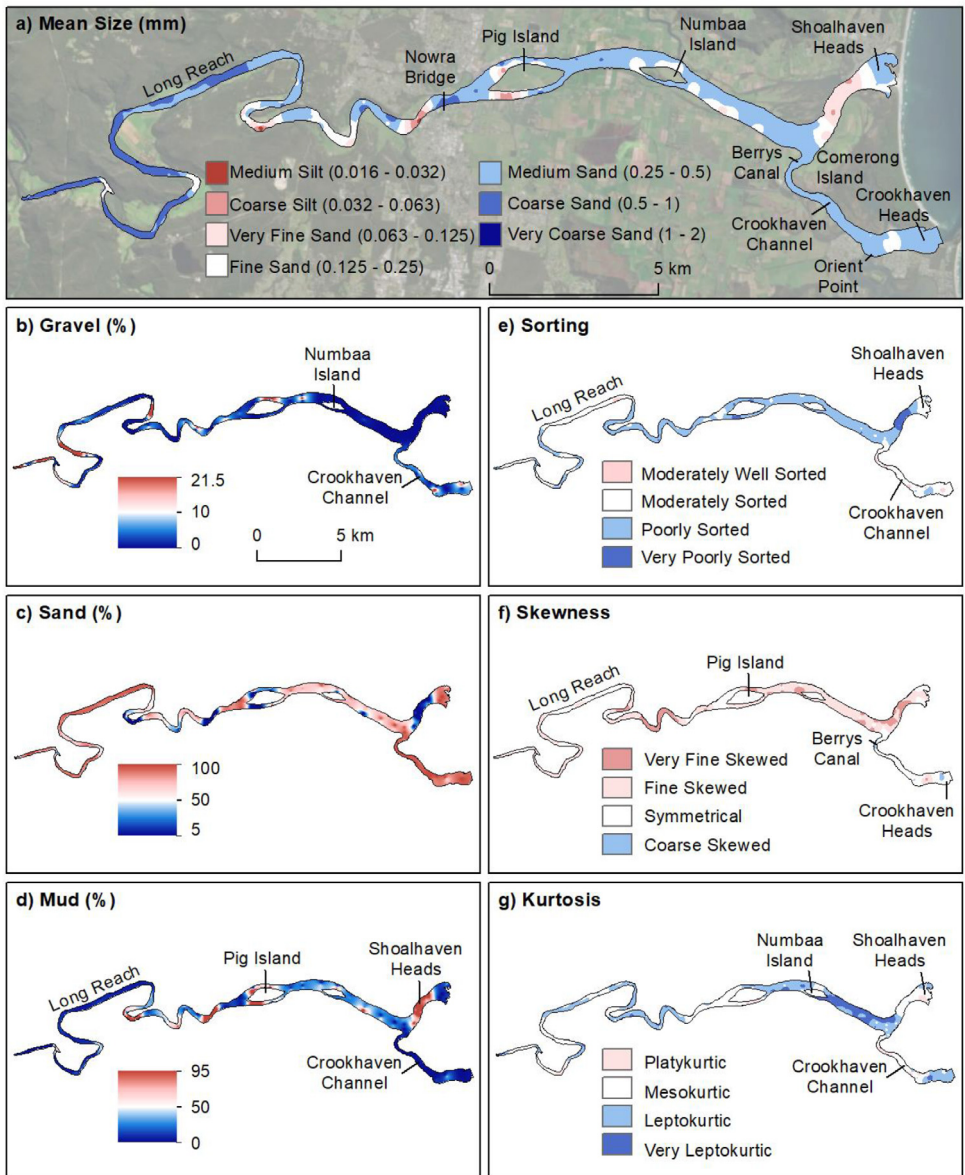 a) Mean Size (mm)
Long Reach
Nowra
Bridge
Pig Island
Numbaa
Island
Shoalhaven
Heads
Berrys
Canal
Comerong
Island
Crookhaven
Heads
Crookhaven
Channel
Orient
Point
Medium Silt (0.016 - 0.032)
Coarse Silt (0.032 - 0.063)
Very Fine Sand (0.063 - 0.125)
Fine Sand (0.125 - 0.25)
Medium Sand (0.25 - 0.5)
Coarse Sand (0.5 - 1)
Very Coarse Sand (1 - 2)
0 5 km
b) Gravel (%)
Numbaa
Island
Crookhaven
Channel
21.5
10
0
0 5 km
e) Sorting
Shoalhaven
Heads
Long Reach
Crookhaven
Channel
Moderately Well Sorted
Moderately Sorted
Poorly Sorted
Very Poorly Sorted
c) Sand (%)
100
50
5
f) Skewness
Pig Island
Long Reach
Berrys
Canal
Crookhaven
Heads
Very Fine Skewed
Fine Skewed
Symmetrical
Coarse Skewed
d) Mud (%)
Shoalhaven
Heads
Pig Island
Long Reach
Crookhaven
Channel
95
50
0
g) Kurtosis
Numbaa
Island
Shoalhaven
Heads
Crookhaven
Channel
Platykurtic
Mesokurtic
Leptokurtic
Very Leptokurtic